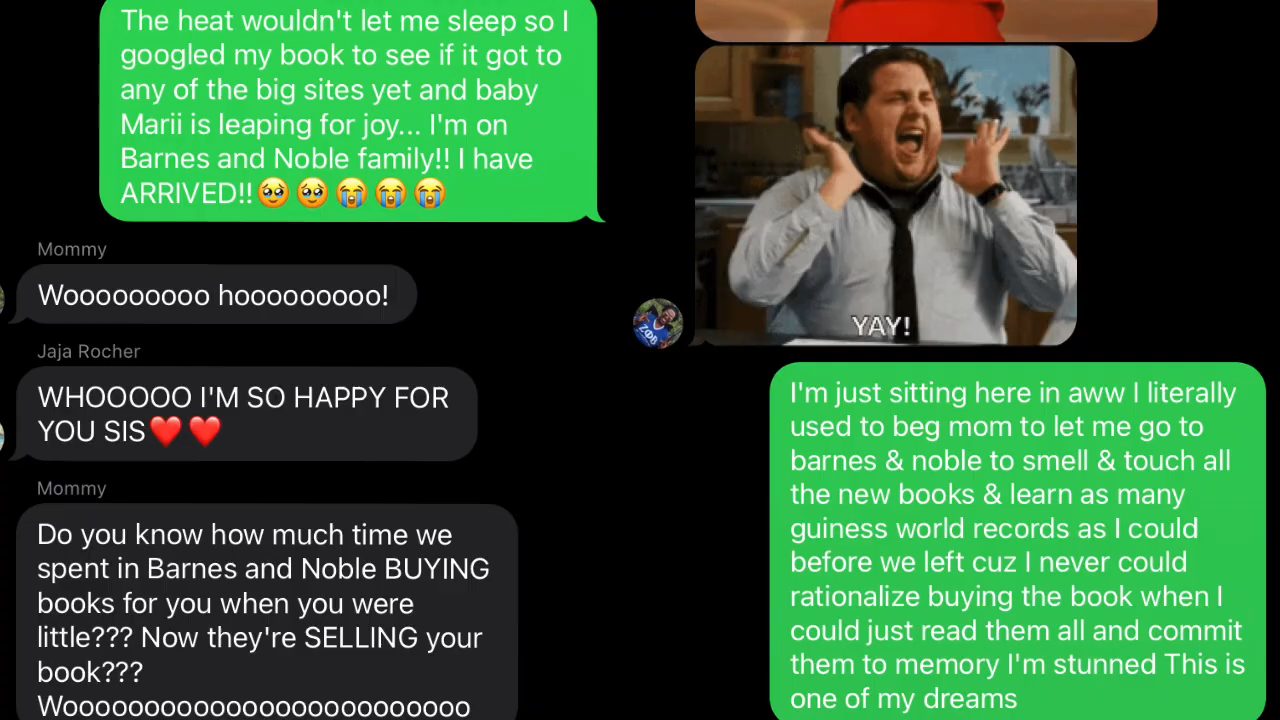 The heat wouldn't let me sleep so I
googled my book to see if it got to
any of the big sites yet and baby
Marii is leaping for joy... I'm on
Barnes and Noble family!! I have
ARRIVED!!🥹 🥹 😭 😭 😭
Mommy
Wooooooooo hooooooooo!
Jaja Rocher
WHOOOOO I'M SO HAPPY FOR
YOU SIS❤️ ❤️
Mommy
Do you know how much time we
spent in Barnes and Noble BUYING
books for you when you were
little??? Now they're SELLING your
book???
Woooooooooooooooooooooooo
YAY!
ΖΦΒ
I'm just sitting here in aww I literally
used to beg mom to let me go to
barnes & noble to smell & touch all
the new books & learn as many
guiness world records as I could
before we left cuz I never could
rationalize buying the book when I
could just read them all and commit
them to memory I'm stunned This is
one of my dreams